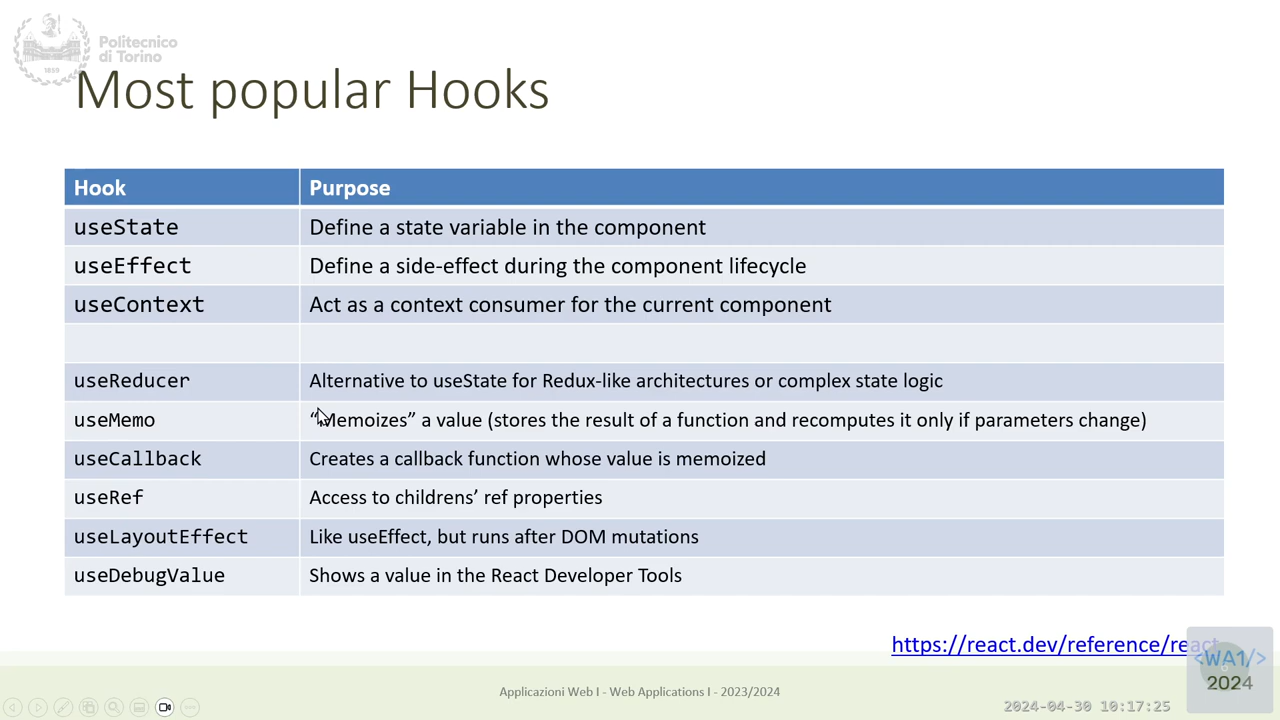 Politecnico
di Torino
1859
Most popular Hooks
Hook Purpose
useState Define a state variable in the component
useEffect Define a side-effect during the component lifecycle
useContext Act as a context consumer for the current component
useReducer Alternative to useState for Redux-like architectures or complex state logic
useMemo “Memoizes” a value (stores the result of a function and recomputes it only if parameters change)
useCallback Creates a callback function whose value is memoized
useRef Access to childrens’ ref properties
useLayoutEffect Like useEffect, but runs after DOM mutations
useDebugValue Shows a value in the React Developer Tools
https://react.dev/reference/react
<WA1/>
6
2024
Applicazioni Web I - Web Applications I - 2023/2024
2024-04-30 10:17:25